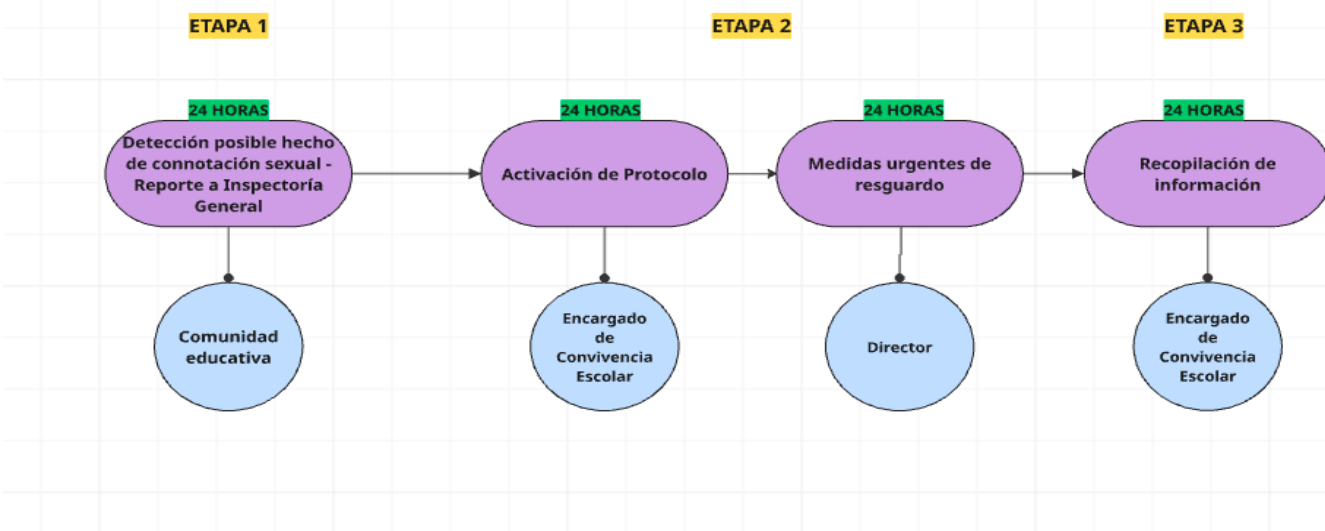 ETAPA 1
ETAPA 2
ETAPA 3
24 HORAS
24 HORAS
24 HORAS
24 HORAS
Detección posible hecho
de connotación sexual -
Reporte a Inspectoría
General
Activación de Protocolo
Medidas urgentes de
resguardo
Recopilación de
información
Comunidad
educativa
Encargado
de
Convivencia
Escolar
Director
Encargado
de
Convivencia
Escolar